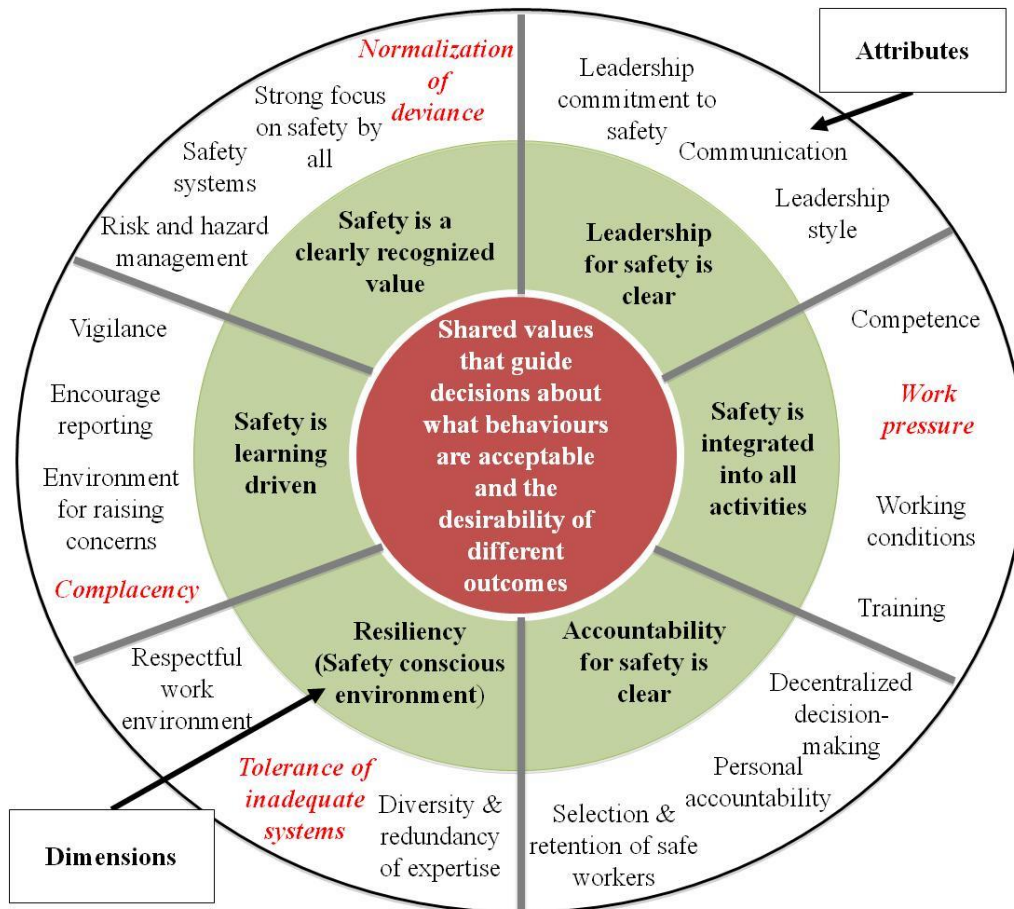 Attributes
Normalization
of
deviance
Strong focus
on safety by
all
Safety
systems
Risk and hazard
management
Safety is a
clearly recognized
value
Leadership
commitment to
safety
Communication
Leadership
style
Leadership
for safety is
clear
Competence
Work
pressure
Working
conditions
Training
Safety is
integrated
into all
activities
Shared values
that guide
decisions about
what behaviours
are acceptable
and the
desirability of
different
outcomes
Vigilance
Encourage
reporting
Environment
for raising
concerns
Complacency
Safety is
learning
driven
Resiliency
(Safety conscious
environment)
Respectful
work
environment
Tolerance of
inadequate
systems
Diversity &
redundancy
of expertise
Accountability
for safety is
clear
Decentralized
decision-
making
Personal
accountability
Selection &
retention of safe
workers
Dimensions